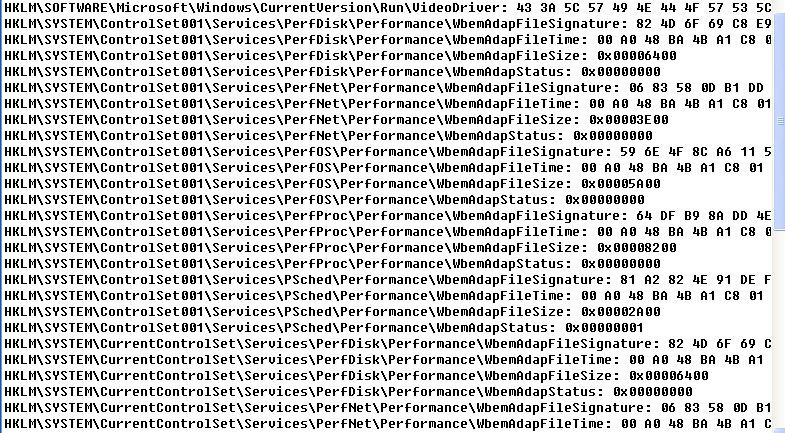 HKLM\SOFTWARE\Microsoft\Windows\CurrentVersion\Run\VideoDriver: 43 3A 5C 57 49 4E 44 4F 57 53 5C
HKLM\SYSTEM\ControlSet001\Services\PerfDisk\Performance\WbemAdapFileSignature: 82 4D 6F 69 C8 E9
HKLM\SYSTEM\ControlSet001\Services\PerfDisk\Performance\WbemAdapFileTime: 00 A0 48 BA 4B A1 C8 0
HKLM\SYSTEM\ControlSet001\Services\PerfDisk\Performance\WbemAdapFileSize: 0x00006400
HKLM\SYSTEM\ControlSet001\Services\PerfDisk\Performance\WbemAdapStatus: 0x00000000
HKLM\SYSTEM\ControlSet001\Services\PerfNet\Performance\WbemAdapFileSignature: 06 83 58 0D B1 DD
HKLM\SYSTEM\ControlSet001\Services\PerfNet\Performance\WbemAdapFileTime: 00 A0 48 BA 4B A1 C8 01
HKLM\SYSTEM\ControlSet001\Services\PerfNet\Performance\WbemAdapFileSize: 0x00003E00
HKLM\SYSTEM\ControlSet001\Services\PerfNet\Performance\WbemAdapStatus: 0x00000000
HKLM\SYSTEM\ControlSet001\Services\PerfOS\Performance\WbemAdapFileSignature: 59 6E 4F 8C A6 11 5
HKLM\SYSTEM\ControlSet001\Services\PerfOS\Performance\WbemAdapFileTime: 00 A0 48 BA 4B A1 C8 01
HKLM\SYSTEM\ControlSet001\Services\PerfOS\Performance\WbemAdapFileSize: 0x00005A00
HKLM\SYSTEM\ControlSet001\Services\PerfOS\Performance\WbemAdapStatus: 0x00000000
HKLM\SYSTEM\ControlSet001\Services\PerfProc\Performance\WbemAdapFileSignature: 64 DF B9 8A DD 4E
HKLM\SYSTEM\ControlSet001\Services\PerfProc\Performance\WbemAdapFileTime: 00 A0 48 BA 4B A1 C8 0
HKLM\SYSTEM\ControlSet001\Services\PerfProc\Performance\WbemAdapFileSize: 0x00008200
HKLM\SYSTEM\ControlSet001\Services\PerfProc\Performance\WbemAdapStatus: 0x00000000
HKLM\SYSTEM\ControlSet001\Services\PSched\Performance\WbemAdapFileSignature: 81 A2 82 4E 91 DE F
HKLM\SYSTEM\ControlSet001\Services\PSched\Performance\WbemAdapFileTime: 00 A0 48 BA 4B A1 C8 01
HKLM\SYSTEM\ControlSet001\Services\PSched\Performance\WbemAdapFileSize: 0x00002A00
HKLM\SYSTEM\ControlSet001\Services\PSched\Performance\WbemAdapStatus: 0x00000001
HKLM\SYSTEM\CurrentControlSet\Services\PerfDisk\Performance\WbemAdapFileSignature: 82 4D 6F 69 C
HKLM\SYSTEM\CurrentControlSet\Services\PerfDisk\Performance\WbemAdapFileTime: 00 A0 48 BA 4B A1
HKLM\SYSTEM\CurrentControlSet\Services\PerfDisk\Performance\WbemAdapFileSize: 0x00006400
HKLM\SYSTEM\CurrentControlSet\Services\PerfDisk\Performance\WbemAdapStatus: 0x00000000
HKLM\SYSTEM\CurrentControlSet\Services\PerfNet\Performance\WbemAdapFileSignature: 06 83 58 0D B1
HKLM\SYSTEM\CurrentControlSet\Services\PerfNet\Performance\WbemAdapFileTime: 00 A0 48 BA 4B A1 C